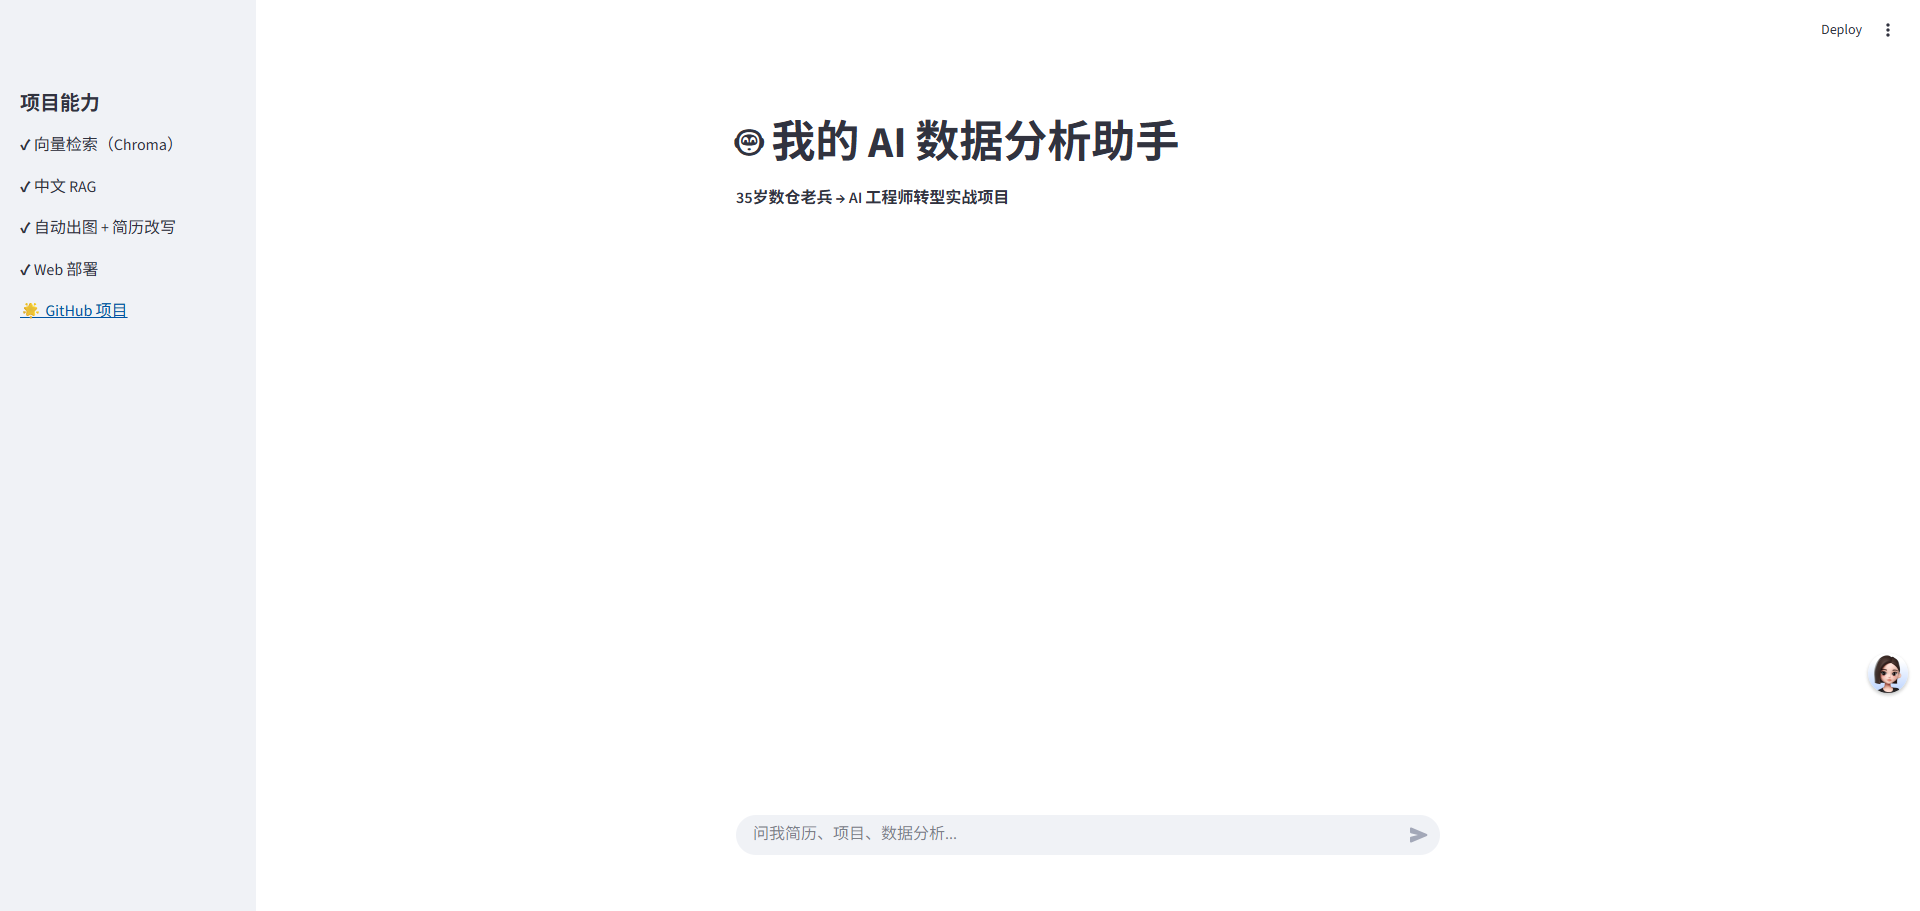 Deploy
项目能力
✓ 向量检索（Chroma）
✓ 中文 RAG
✓ 自动出图 + 简历改写
✓ Web 部署
🌟 GitHub 项目
我的 AI 数据分析助手
35岁数仓老兵 → AI 工程师转型实战项目
问我简历、项目、数据分析...